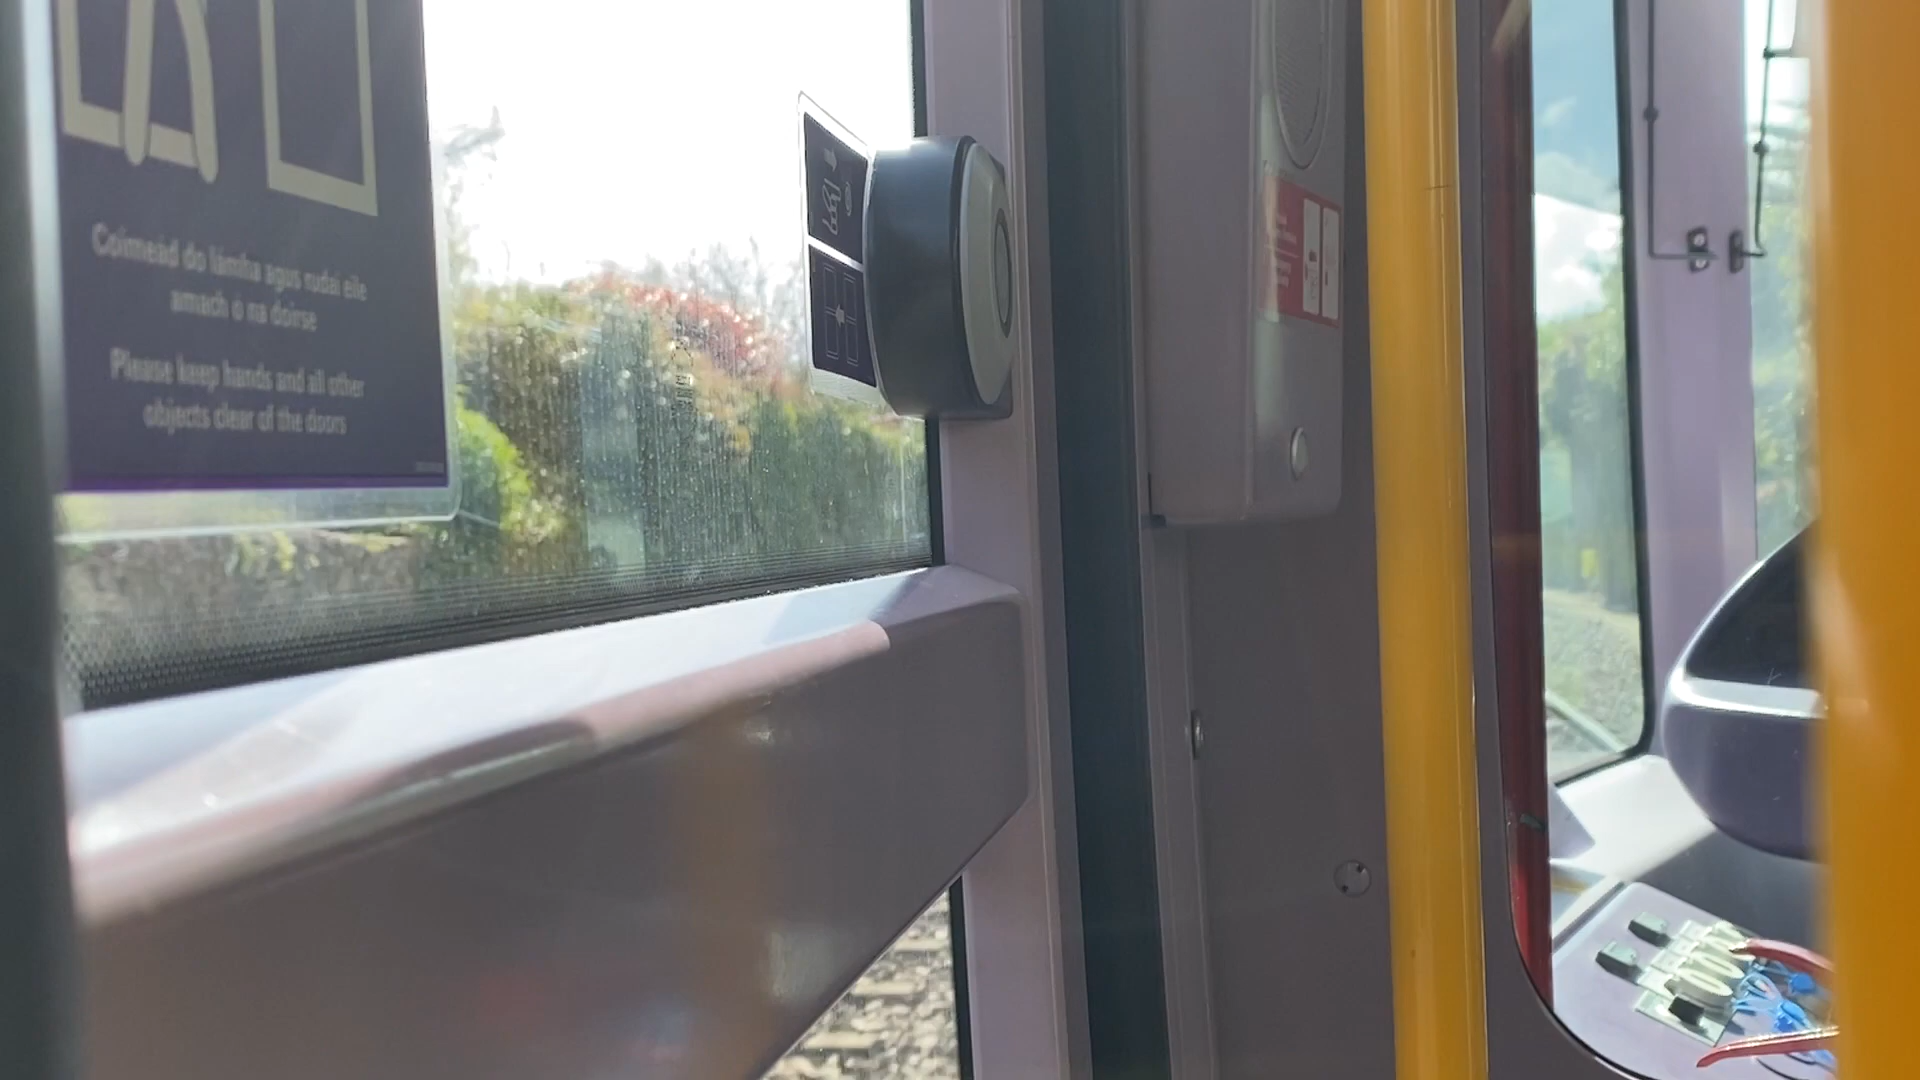 Coinnead do lámha agus rudaí eile
amach ó na doirse
Please keep hands and all other
objects clear of the doors